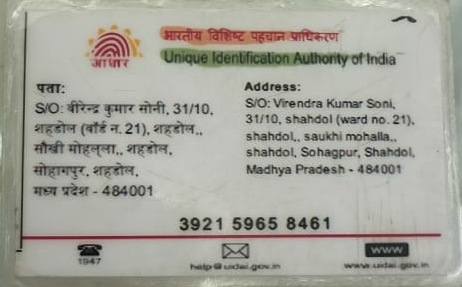 भारतीय विशिष्ट पहचान प्राधिकरण
Unique Identification Authority of India
आधार
पता:
S/O: वीरेन्द्र कुमार सोनी, 31/10,
शहडोल (वॉर्ड न. 21), शहडोल,,
सौखी मोहल्ला, शहडोल,
सोहागपुर, शहडोल,
मध्य प्रदेश - 484001
Address:
S/O: Virendra Kumar Soni,
31/10, shahdol (ward no. 21),
shahdol,, saukhi mohalla,,
shahdol, Sohagpur, Shahdol,
Madhya Pradesh - 484001
3921 5965 8461
1947
help@uidai.gov.in
www
www.uidai.gov.in